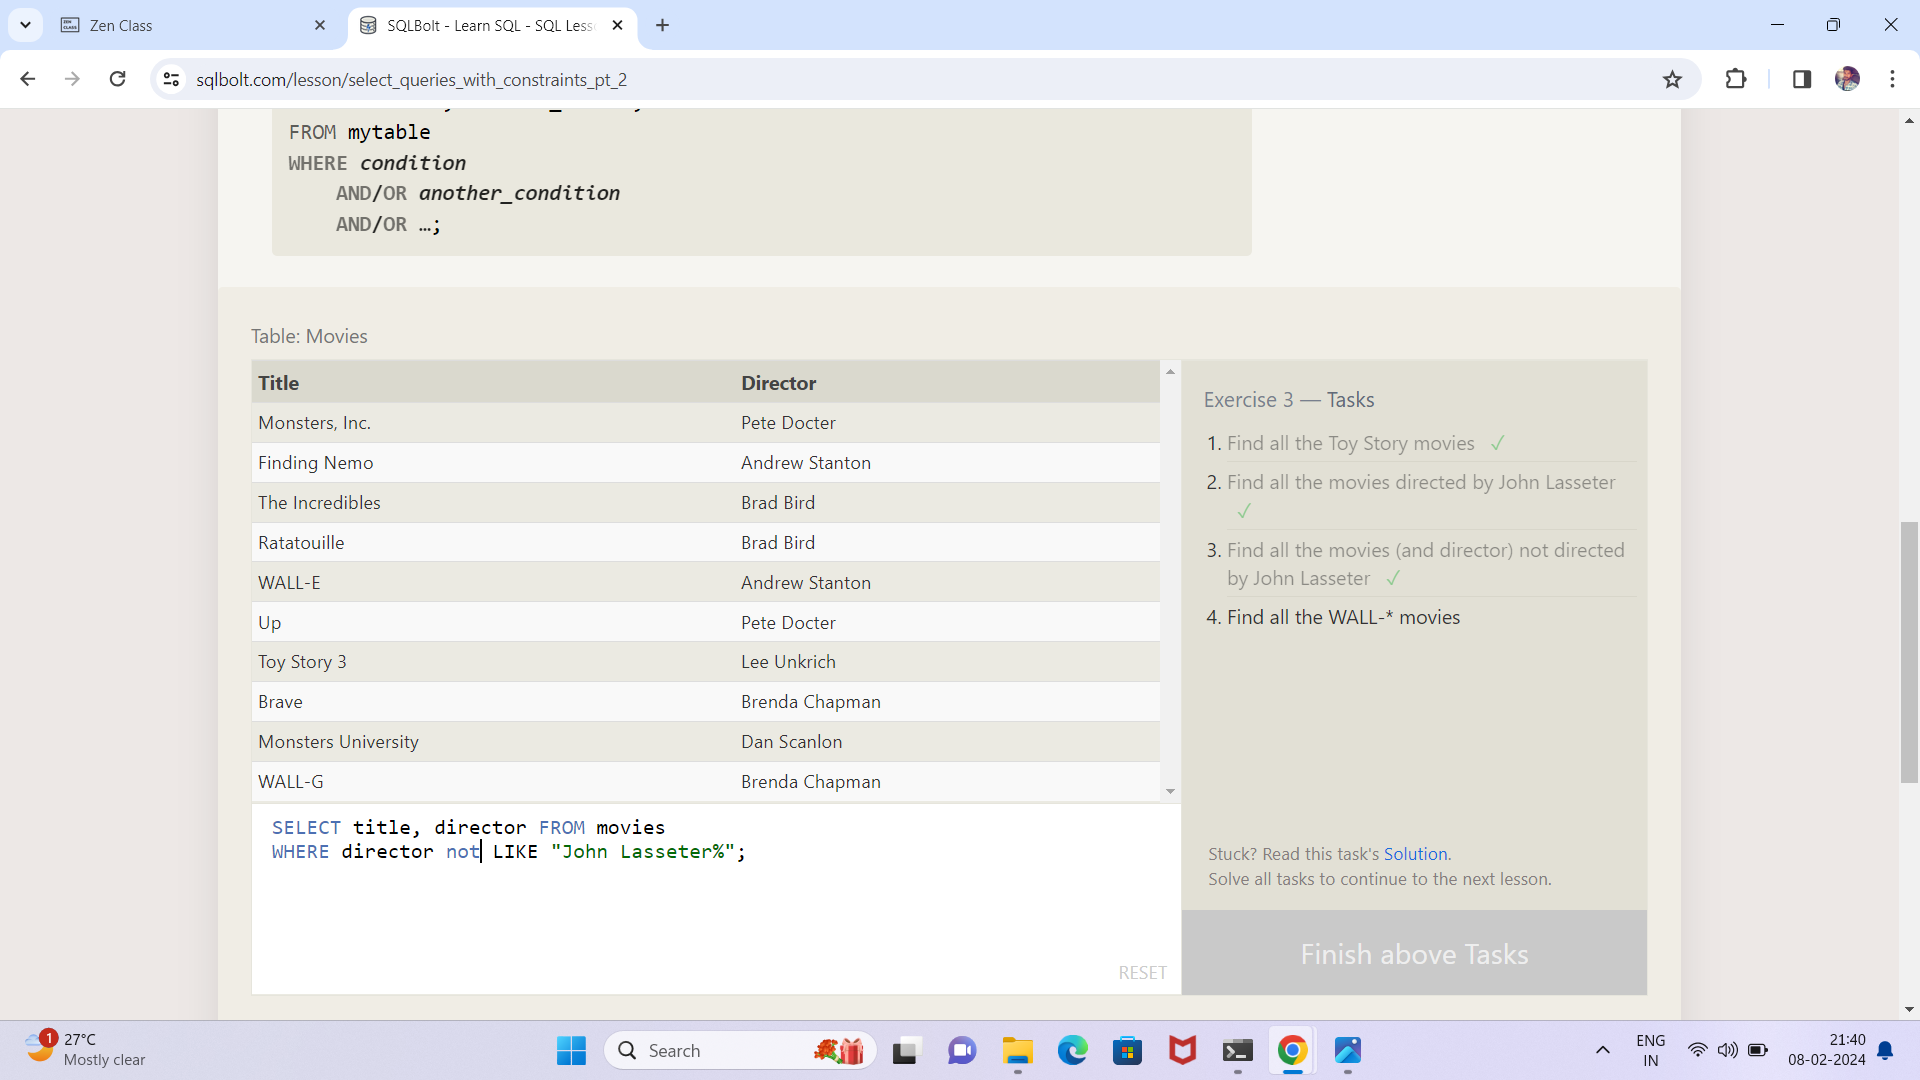 Zen Class
SQLBolt - Learn SQL - SQL Less
sqlbolt.com/lesson/select_queries_with_constraints_pt_2
FROM mytable
WHERE condition
AND/OR another_condition
AND/OR …;
Table: Movies
Title Director
Monsters, Inc. Pete Docter
Finding Nemo Andrew Stanton
The Incredibles Brad Bird
Ratatouille Brad Bird
WALL-E Andrew Stanton
Up Pete Docter
Toy Story 3 Lee Unkrich
Brave Brenda Chapman
Monsters University Dan Scanlon
WALL-G Brenda Chapman
SELECT title, director FROM movies
WHERE director not LIKE "John Lasseter%";
RESET
Exercise 3 — Tasks
1. Find all the Toy Story movies ✓
2. Find all the movies directed by John Lasseter
✓
3. Find all the movies (and director) not directed
by John Lasseter ✓
4. Find all the WALL-* movies
Stuck? Read this task's Solution.
Solve all tasks to continue to the next lesson.
Finish above Tasks
1
27°C
Mostly clear
Search
ENG
IN
21:40
08-02-2024